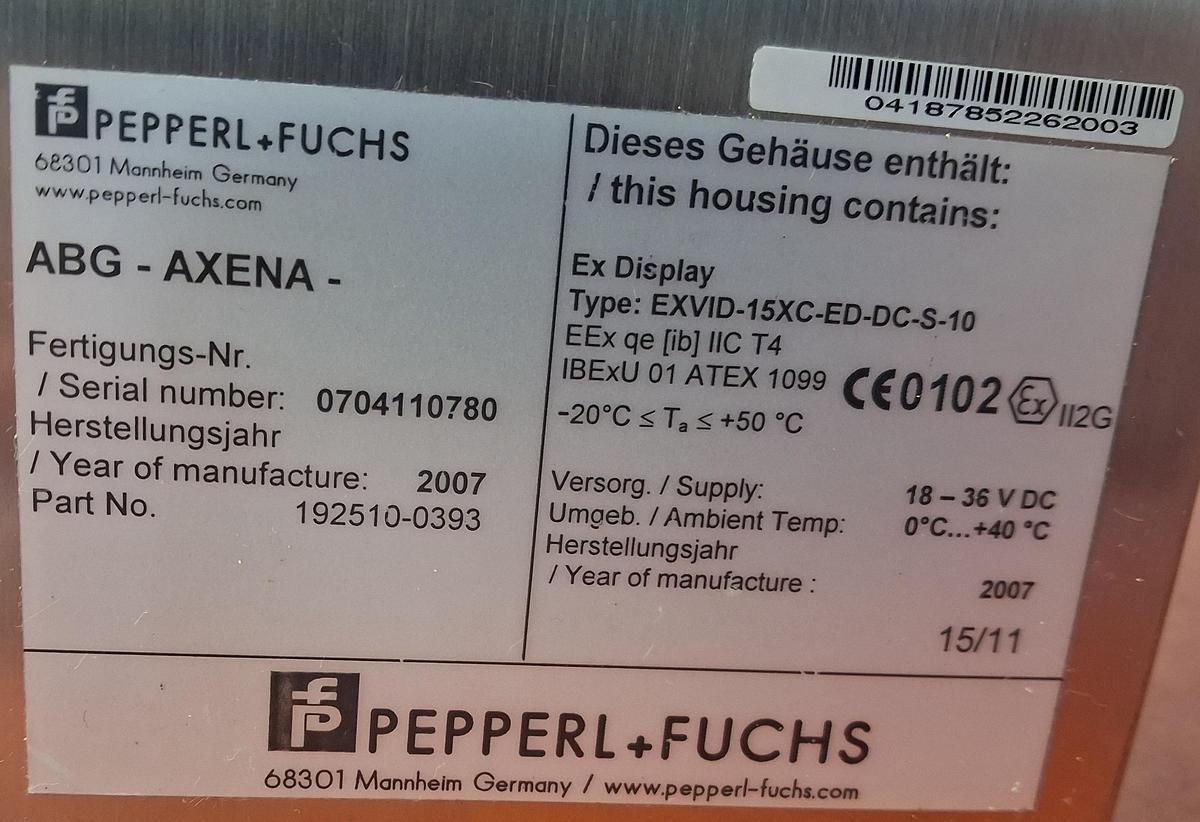 04187852262003
PEPPERL+FUCHS
68301 Mannheim Germany
www.pepperl-fuchs.com
ABG - AXENA -
Fertigungs-Nr.
/ Serial number: 0704110780
Herstellungsjahr
/ Year of manufacture: 2007
Part No. 192510-0393
Dieses Gehäuse enthält:
/ this housing contains:
Ex Display
Type: EXVID-15XC-ED-DC-S-10
EEx qe [ib] IIC T4
IBExU 01 ATEX 1099 CE0102 Ex II2G
-20°C ≤ Ta ≤ +50 °C
Versorg. / Supply: 18 – 36 V DC
Umgeb. / Ambient Temp: 0°C...+40 °C
Herstellungsjahr
/ Year of manufacture : 2007
15/11
PEPPERL+FUCHS
68301 Mannheim Germany / www.pepperl-fuchs.com